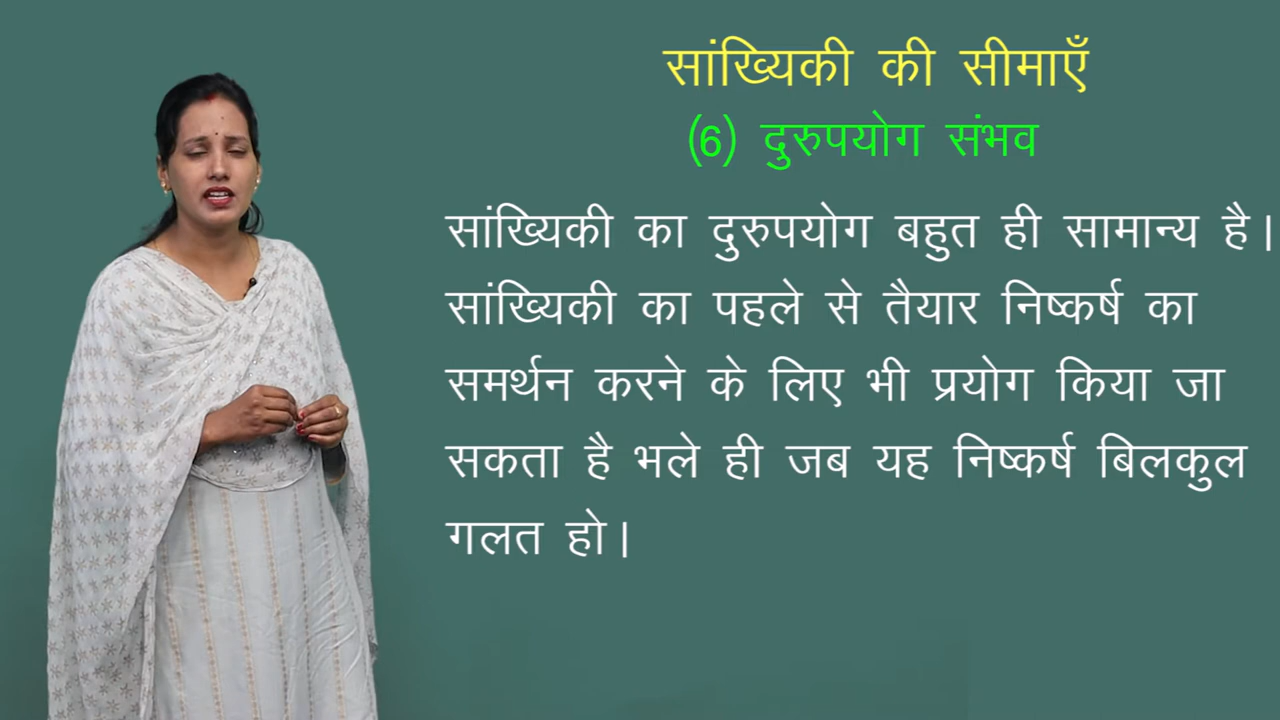 सांख्यिकी की सीमाएँ
(6) दुरुपयोग संभव
सांख्यिकी का दुरुपयोग बहुत ही सामान्य है।
सांख्यिकी का पहले से तैयार निष्कर्ष का
समर्थन करने के लिए भी प्रयोग किया जा
सकता है भले ही जब यह निष्कर्ष बिलकुल
गलत हो।